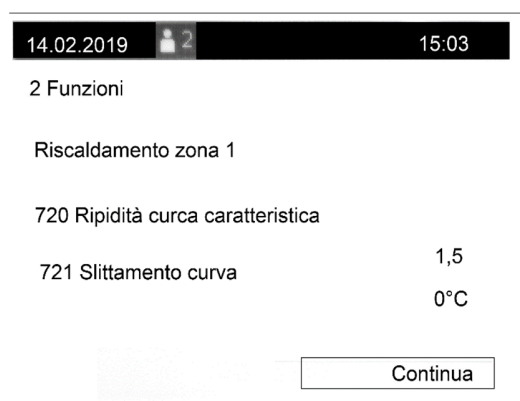 14.02.2019 2 15:03
2 Funzioni
Riscaldamento zona 1
720 Ripidità curca caratteristica
1,5
721 Slittamento curva
0°C
Continua